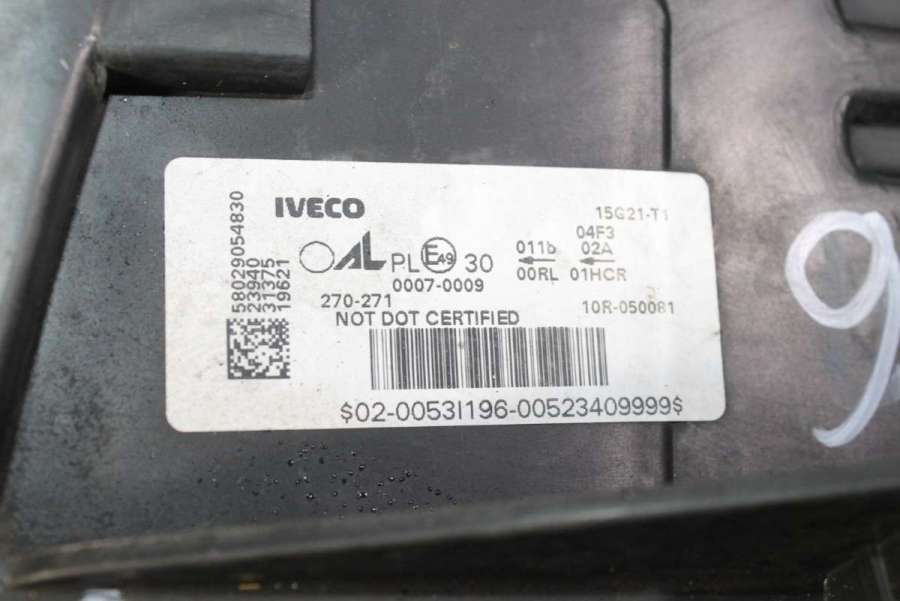 IVECO
15G21-T1
04F3
AL PL E49 30
011b 02A
00RL 01HCR
0007-0009
270-271
10R-050081
NOT DOT CERTIFIED
58029054830
23940
31375
19621
$02-0053I196-00523409999$